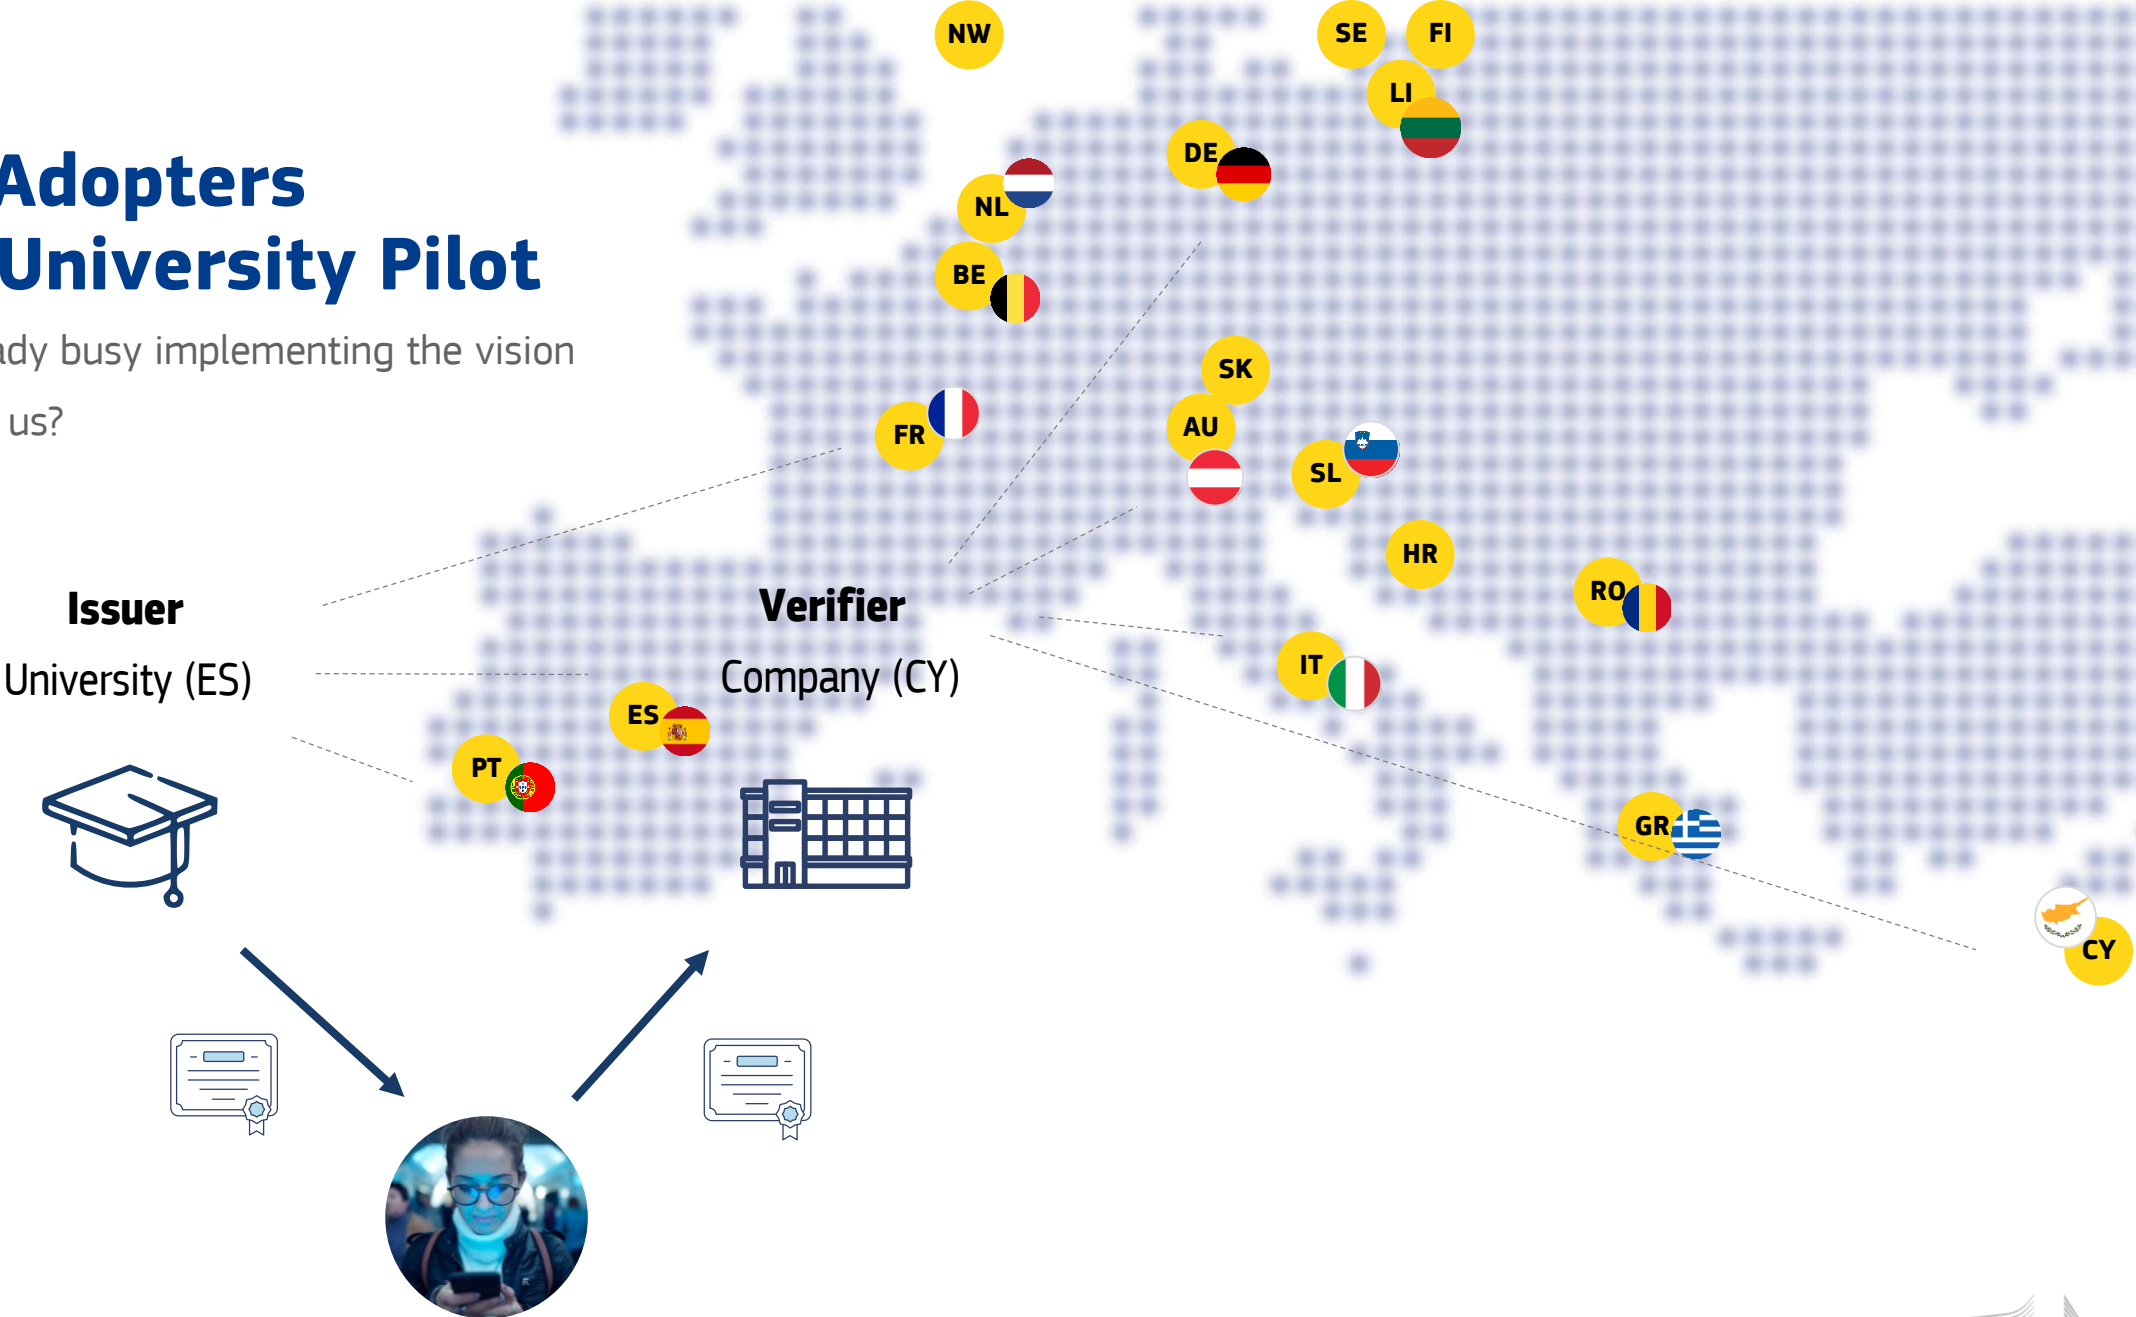 Adopters
University Pilot
ady busy implementing the vision
us?
NW
SE
FI
LI
DE
NL
BE
SK
FR
AU
SL
HR
RO
IT
ES
PT
GR
CY
Issuer
University (ES)
Verifier
Company (CY)